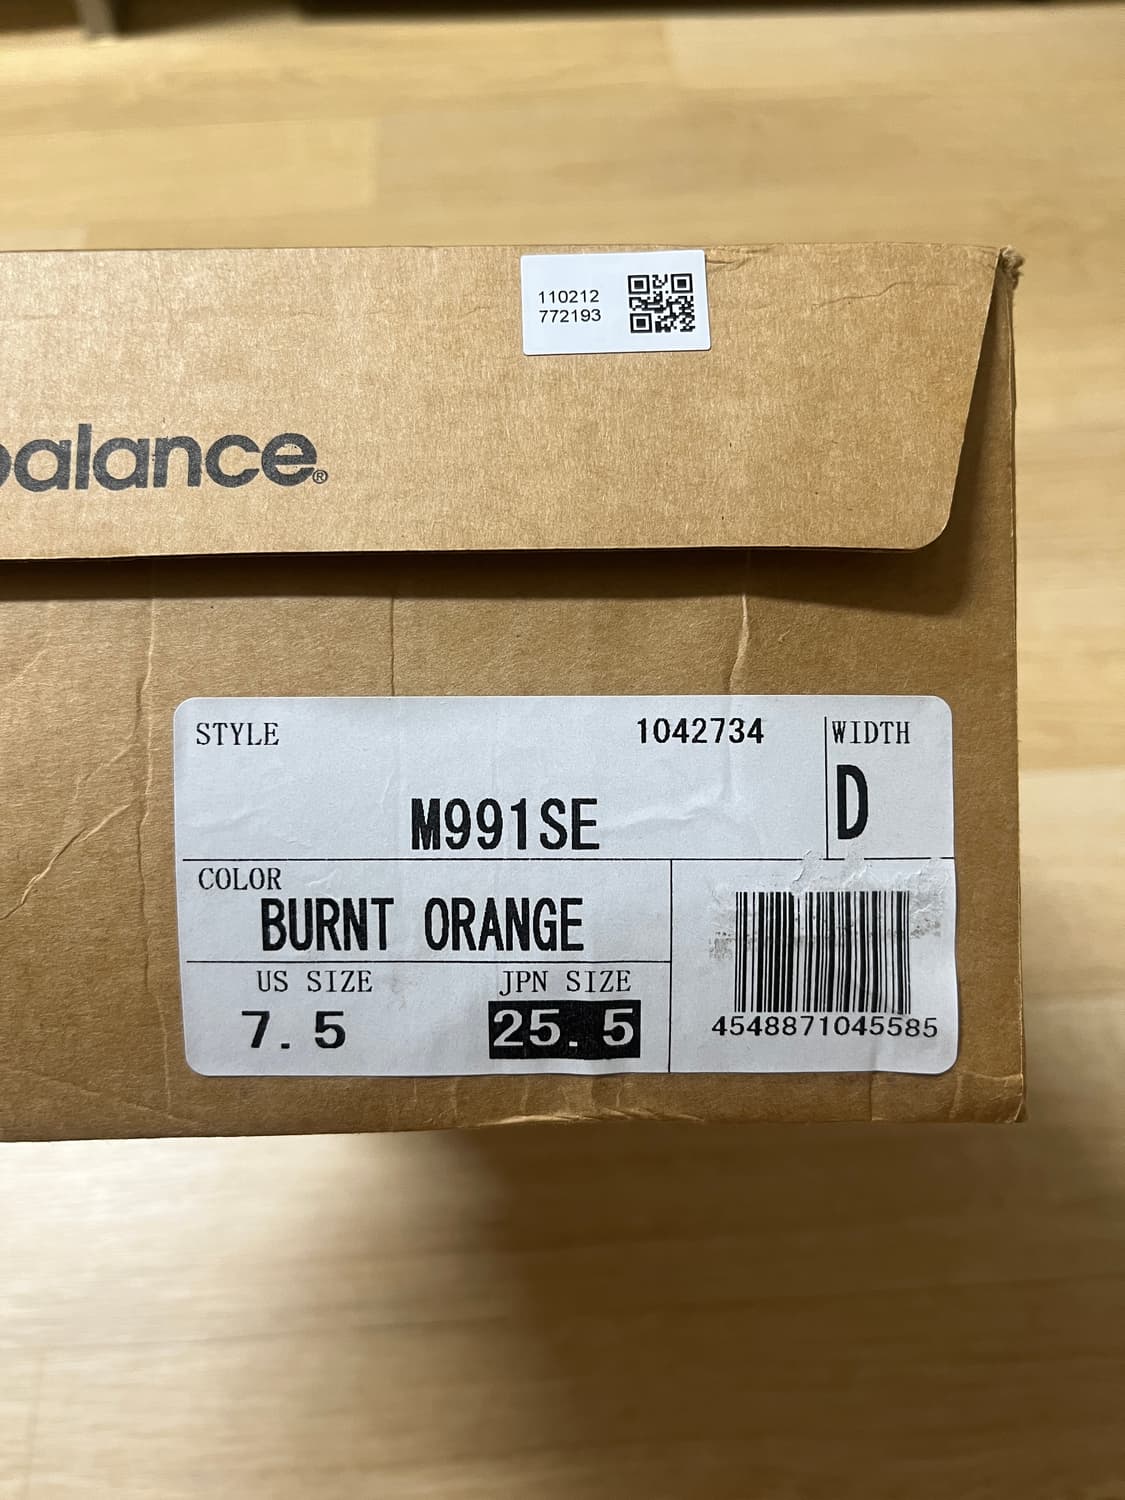 110212
772193
balance®
STYLE
1042734
WIDTH
D
M991SE
COLOR
BURNT ORANGE
US SIZE
JPN SIZE
7.5
25.5
4548871045585